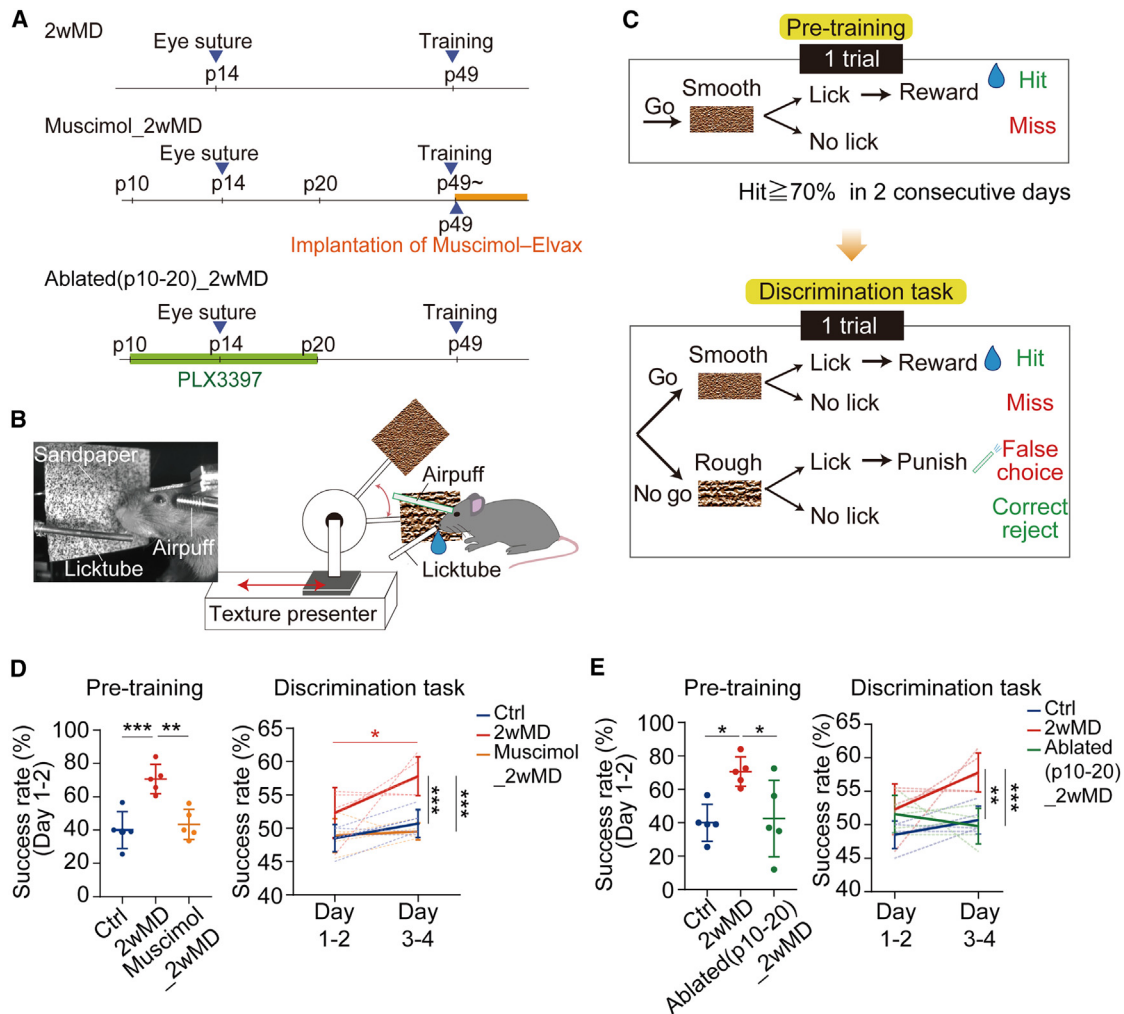 A
2wMD
Eye suture
Training
p14
p49
Muscimol_2wMD
Eye suture
Training
p10
p14
p20
p49~
p49
Implantation of Muscimol–Elvax
Ablated(p10-20)_2wMD
Eye suture
Training
p10
p14
p20
p49
PLX3397
B
Sandpaper
Airpuff
Licktube
Airpuff
Licktube
Texture presenter
C
Pre-training
1 trial
Go
Smooth
Lick
Reward
Hit
No lick
Miss
Hit≧70% in 2 consecutive days
Discrimination task
1 trial
Go
Smooth
Lick
Reward
Hit
No lick
Miss
No go
Rough
Lick
Punish
False
choice
No lick
Correct
reject
D
Pre-training
Success rate (%)
(Day 1-2)
100
80
60
40
20
0
*** **
Ctrl
2wMD
Muscimol
_2wMD
Discrimination task
Ctrl
2wMD
Muscimol
_2wMD
Success rate (%)
65
60
55
50
45
40
*
***
***
Day
1-2
Day
3-4
E
Pre-training
Success rate (%)
(Day 1-2)
100
80
60
40
20
0
* *
Ctrl
2wMD
Ablated(p10-20)
_2wMD
Discrimination task
Ctrl
2wMD
Ablated
(p10-20)
_2wMD
Success rate (%)
65
60
55
50
45
40
**
***
Day
1-2
Day
3-4